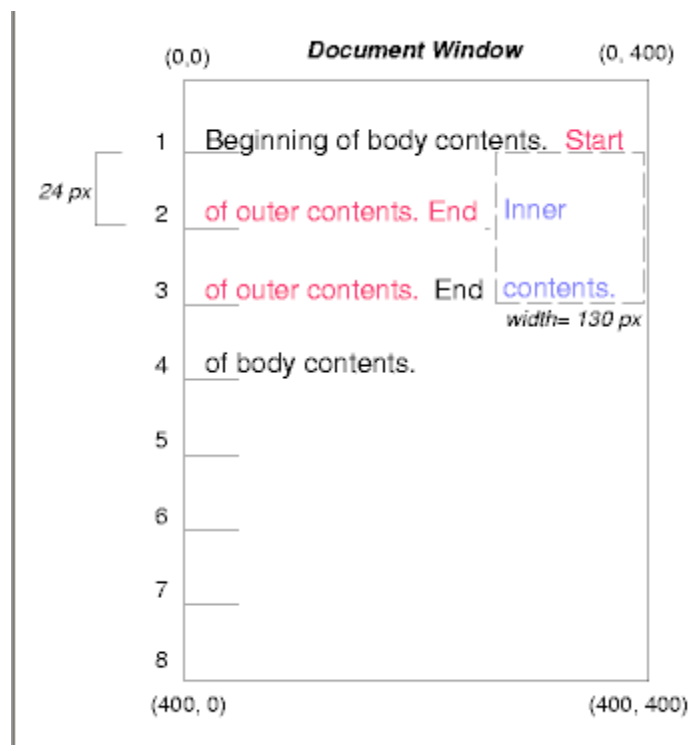 (0,0) Document Window (0, 400)
1 Beginning of body contents. Start
24 px
2 of outer contents. End Inner
3 of outer contents. End contents.
width= 130 px
4 of body contents.
5
6
7
8
(400, 0) (400, 400)